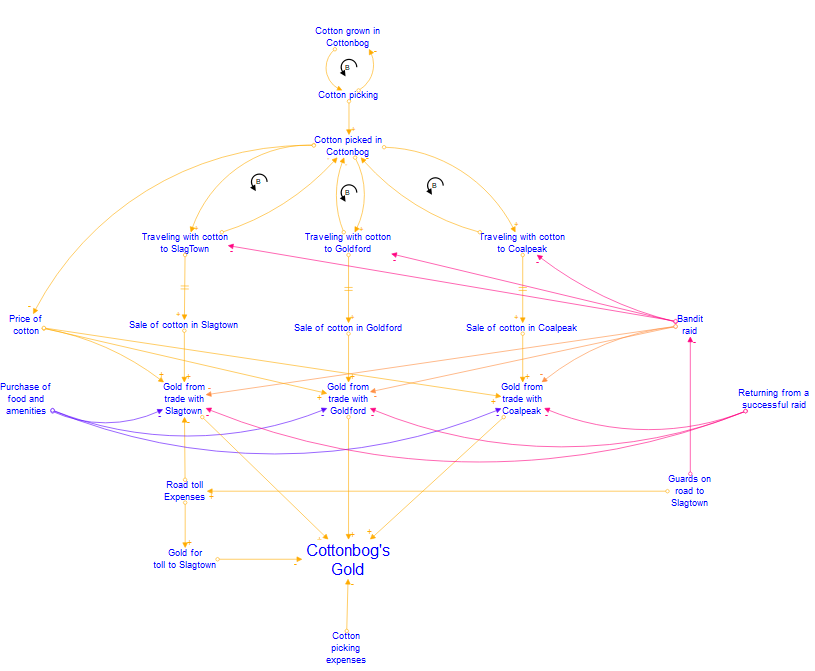 Cotton grown in
Cottonbog
B
Cotton picking
Cotton picked in
Cottonbog
B
B
B
Traveling with cotton
to SlagTown
Traveling with cotton
to Goldford
Traveling with cotton
to Coalpeak
Price of
cotton
Sale of cotton in Slagtown
Sale of cotton in Goldford
Sale of cotton in Coalpeak
Bandit
raid
Purchase of
food and
amenities
Gold from
trade with
Slagtown
Gold from
trade with
Goldford
Gold from
trade with
Coalpeak
Returning from a
successful raid
Road toll
Expenses
Guards on
road to
Slagtown
Gold for
toll to Slagtown
Cottonbog's
Gold
Cotton
picking
expenses